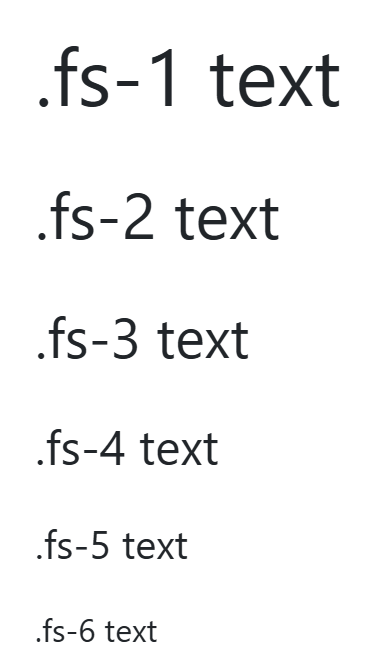 .fs-1 text
.fs-2 text
.fs-3 text
.fs-4 text
.fs-5 text
.fs-6 text